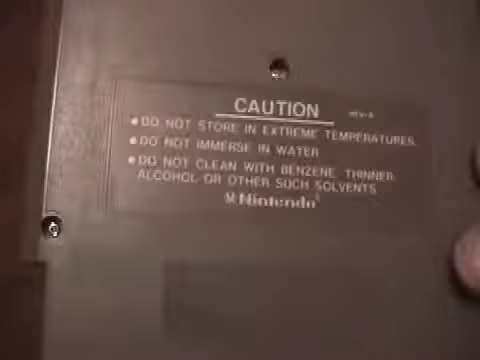 CAUTION REV-A
• DO NOT STORE IN EXTREME TEMPERATURES.
• DO NOT IMMERSE IN WATER
• DO NOT CLEAN WITH BENZENE, THINNER
ALCOHOL OR OTHER SUCH SOLVENTS
Nintendo®